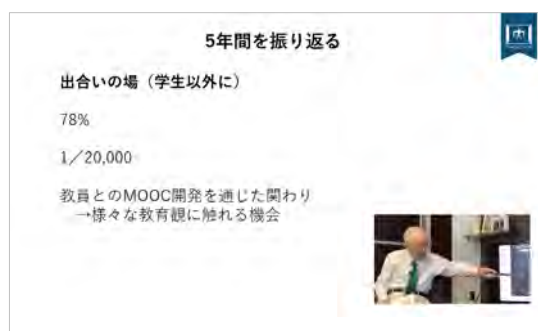 5年間を振り返る
出合いの場（学生以外に）
78%
1／20,000
教員とのMOOC開発を通じた関わり
→様々な教育観に触れる機会